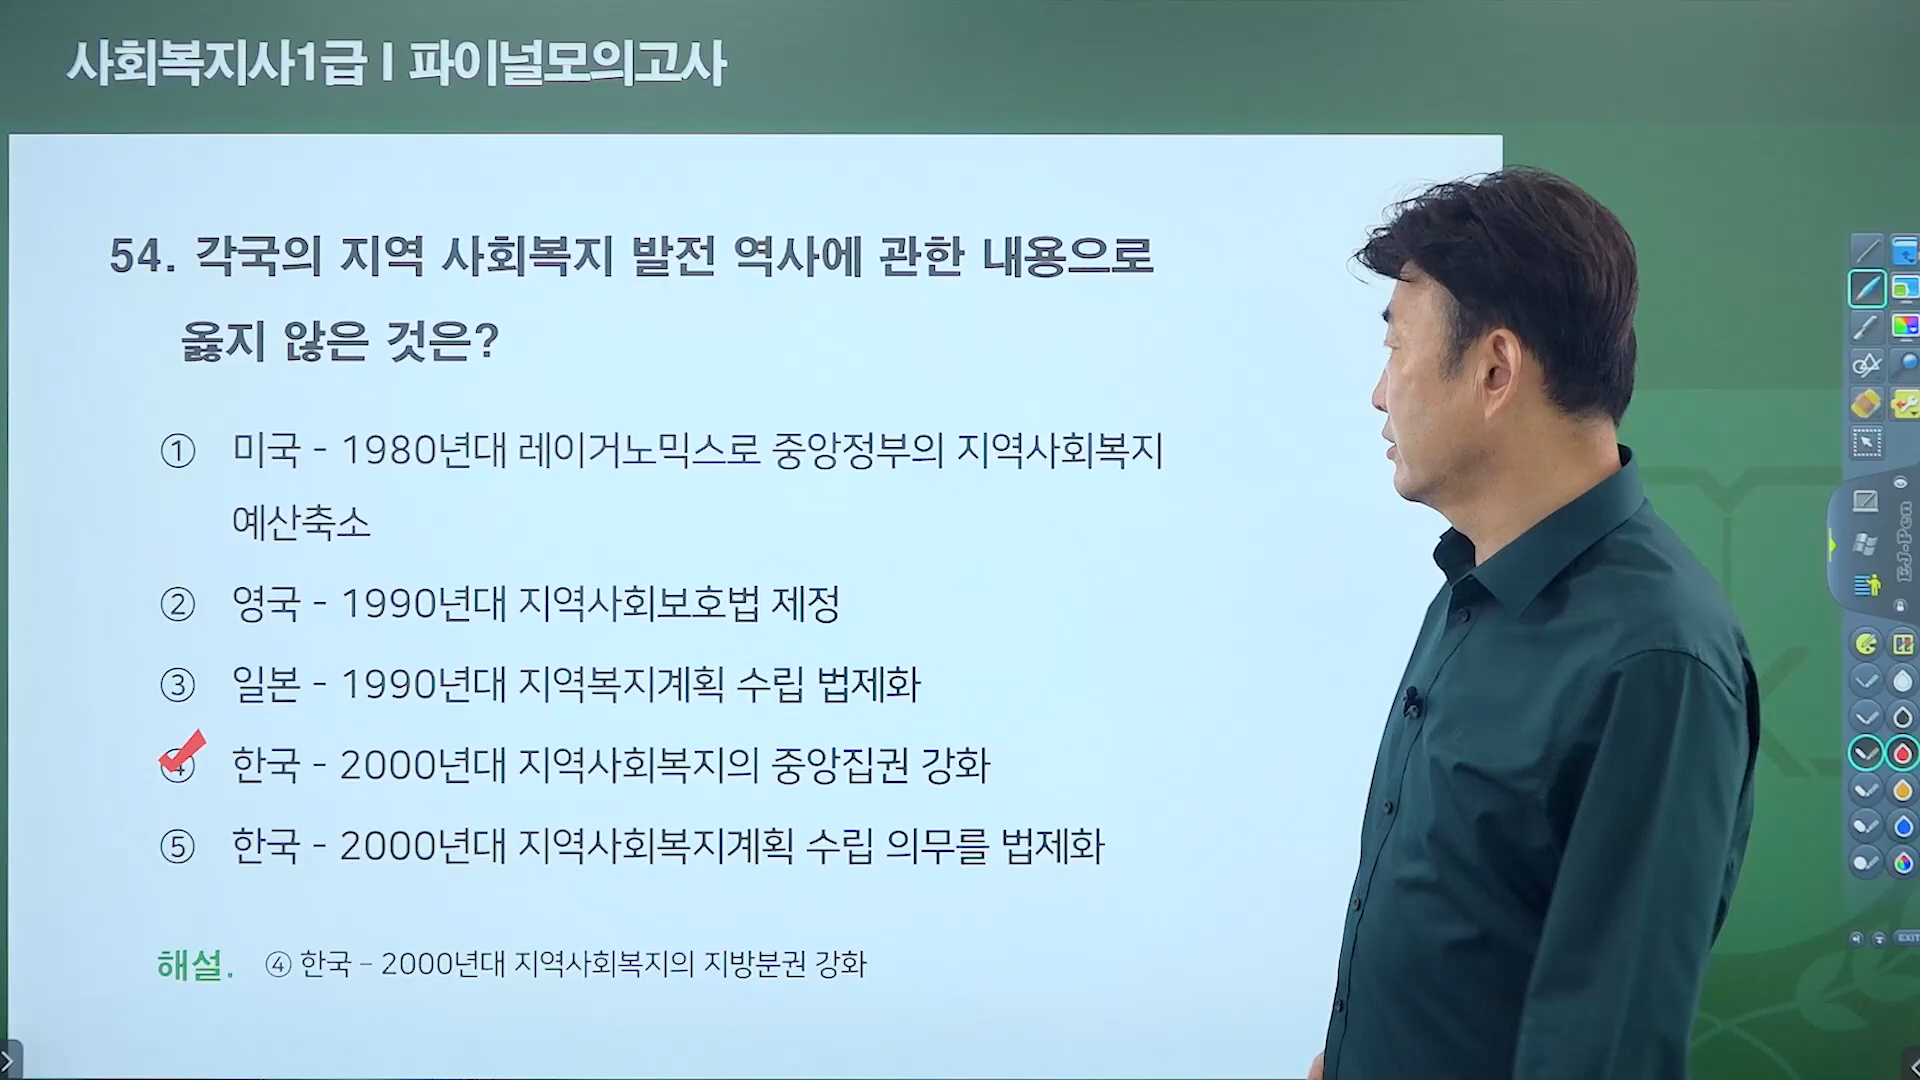 사회복지사1급 I 파이널모의고사
54. 각국의 지역 사회복지 발전 역사에 관한 내용으로
옳지 않은 것은?
① 미국 - 1980년대 레이거노믹스로 중앙정부의 지역사회복지
예산축소
② 영국 - 1990년대 지역사회보호법 제정
③ 일본 - 1990년대 지역복지계획 수립 법제화
④ 한국 - 2000년대 지역사회복지의 중앙집권 강화
⑤ 한국 - 2000년대 지역사회복지계획 수립 의무를 법제화
해설. ④ 한국 - 2000년대 지역사회복지의 지방분권 강화
EJ-Pen
EXIT